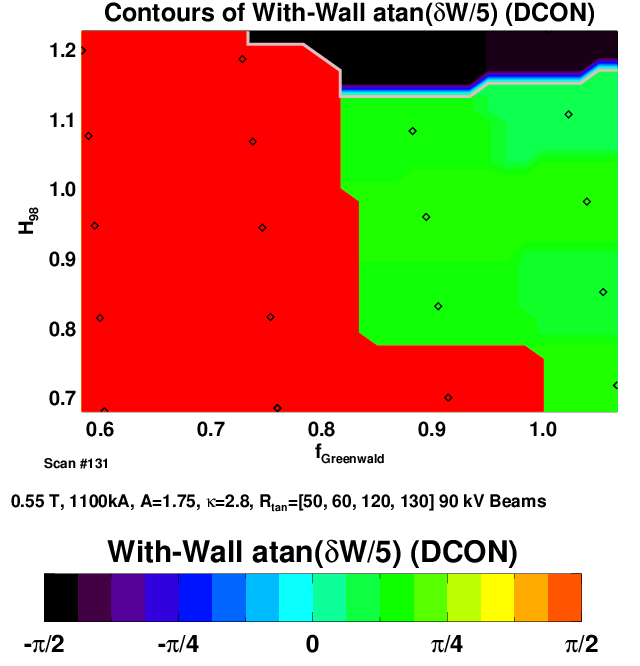 Contours of With-Wall atan(δW/5) (DCON)
1.2
1.1
1.0
0.9
0.8
0.7
H98
0.6 0.7 0.8 0.9 1.0
fGreenwald
Scan #131
0.55 T, 1100kA, A=1.75, κ=2.8, Rtan=[50, 60, 120, 130] 90 kV Beams
With-Wall atan(δW/5) (DCON)
-π/2 -π/4 0 π/4 π/2